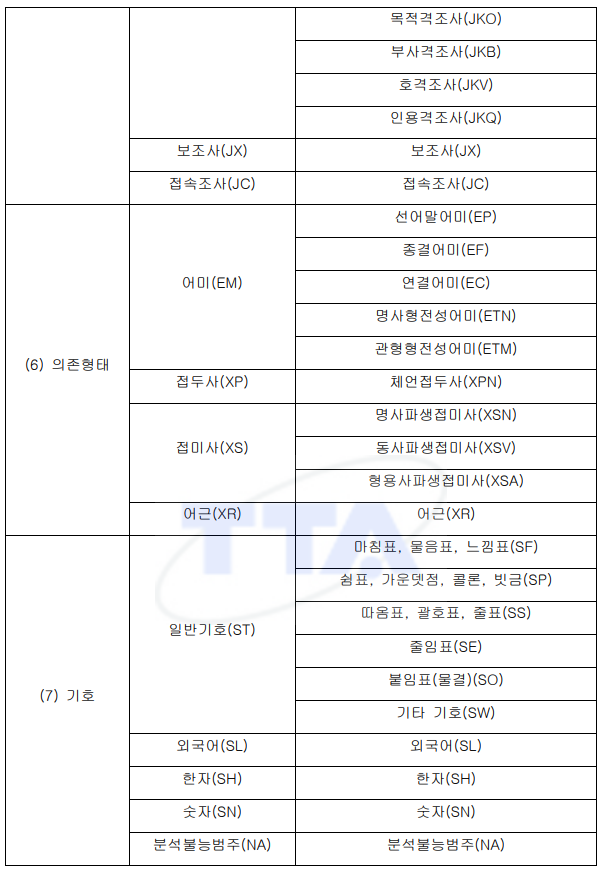 목적격조사(JKO)
부사격조사(JKB)
호격조사(JKV)
인용격조사(JKQ)
보조사(JX) 보조사(JX)
접속조사(JC) 접속조사(JC)
(6) 의존형태
어미(EM)
선어말어미(EP)
종결어미(EF)
연결어미(EC)
명사형전성어미(ETN)
관형형전성어미(ETM)
접두사(XP) 체언접두사(XPN)
접미사(XS)
명사파생접미사(XSN)
동사파생접미사(XSV)
형용사파생접미사(XSA)
어근(XR) 어근(XR)
(7) 기호
일반기호(ST)
마침표, 물음표, 느낌표(SF)
쉼표, 가운뎃점, 콜론, 빗금(SP)
따옴표, 괄호표, 줄표(SS)
줄임표(SE)
붙임표(물결)(SO)
기타 기호(SW)
외국어(SL) 외국어(SL)
한자(SH) 한자(SH)
숫자(SN) 숫자(SN)
분석불능범주(NA) 분석불능범주(NA)
TTA